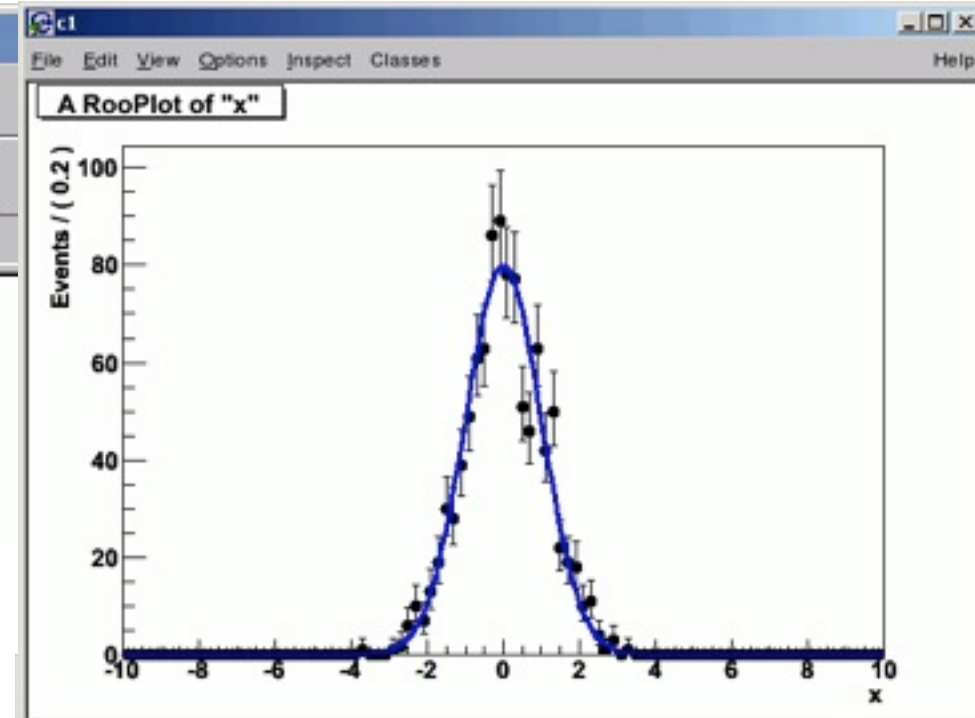 c1
File Edit View Options Inspect Classes Help
A RooPlot of "x"
Events / ( 0.2 )
100
80
60
40
20
0
-10 -8 -6 -4 -2 0 2 4 6 8 10
x